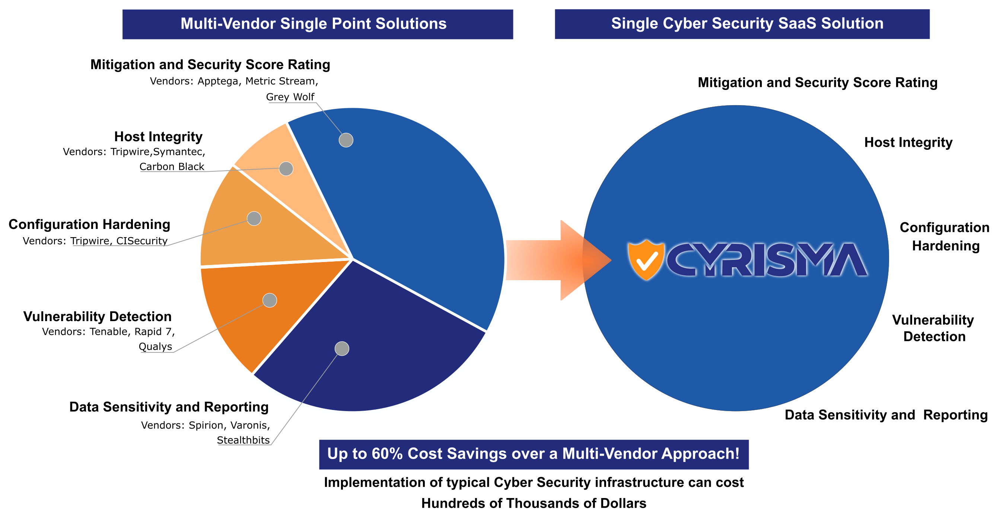 Multi-Vendor Single Point Solutions
Single Cyber Security SaaS Solution
Mitigation and Security Score Rating
Vendors: Apptega, Metric Stream,
Grey Wolf
Host Integrity
Vendors: Tripwire,Symantec,
Carbon Black
Configuration Hardening
Vendors: Tripwire, CISecurity
Vulnerability Detection
Vendors: Tenable, Rapid 7,
Qualys
Data Sensitivity and Reporting
Vendors: Spirion, Varonis,
Stealthbits
Mitigation and Security Score Rating
Host Integrity
Configuration
Hardening
CYRISMA
Vulnerability
Detection
Data Sensitivity and  Reporting
Up to 60% Cost Savings over a Multi-Vendor Approach!
Implementation of typical Cyber Security infrastructure can cost
Hundreds of Thousands of Dollars